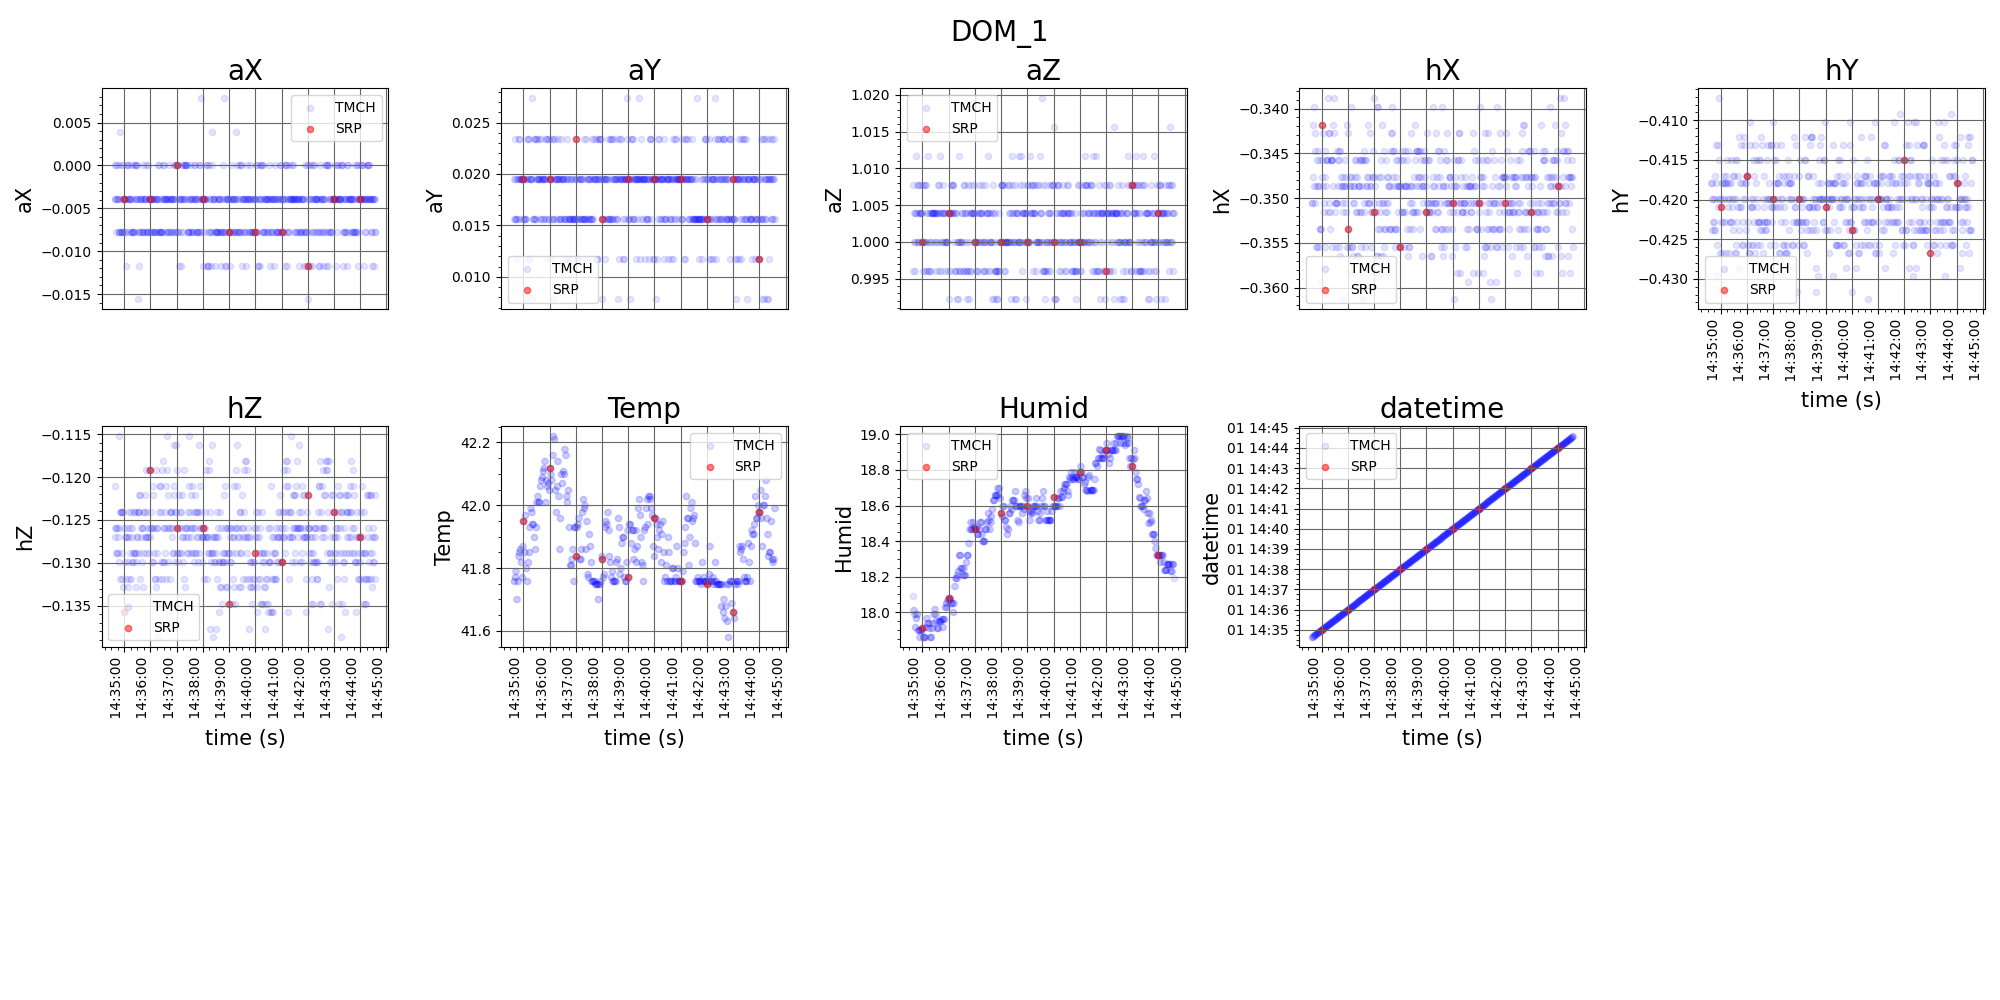 DOM_1
aX
aX
0.005
0.000
−0.005
−0.010
−0.015
TMCH
SRP
aY
aY
0.025
0.020
0.015
0.010
TMCH
SRP
aZ
aZ
1.020
1.015
1.010
1.005
1.000
0.995
TMCH
SRP
hX
hX
−0.340
−0.345
−0.350
−0.355
−0.360
TMCH
SRP
hY
hY
−0.410
−0.415
−0.420
−0.425
−0.430
TMCH
SRP
14:35:00
14:36:00
14:37:00
14:38:00
14:39:00
14:40:00
14:41:00
14:42:00
14:43:00
14:44:00
14:45:00
time (s)
hZ
hZ
−0.115
−0.120
−0.125
−0.130
−0.135
TMCH
SRP
14:35:00
14:36:00
14:37:00
14:38:00
14:39:00
14:40:00
14:41:00
14:42:00
14:43:00
14:44:00
14:45:00
time (s)
Temp
Temp
42.2
42.0
41.8
41.6
TMCH
SRP
14:35:00
14:36:00
14:37:00
14:38:00
14:39:00
14:40:00
14:41:00
14:42:00
14:43:00
14:44:00
14:45:00
time (s)
Humid
Humid
19.0
18.8
18.6
18.4
18.2
18.0
TMCH
SRP
14:35:00
14:36:00
14:37:00
14:38:00
14:39:00
14:40:00
14:41:00
14:42:00
14:43:00
14:44:00
14:45:00
time (s)
datetime
datetime
01 14:45
01 14:44
01 14:43
01 14:42
01 14:41
01 14:40
01 14:39
01 14:38
01 14:37
01 14:36
01 14:35
TMCH
SRP
14:35:00
14:36:00
14:37:00
14:38:00
14:39:00
14:40:00
14:41:00
14:42:00
14:43:00
14:44:00
14:45:00
time (s)